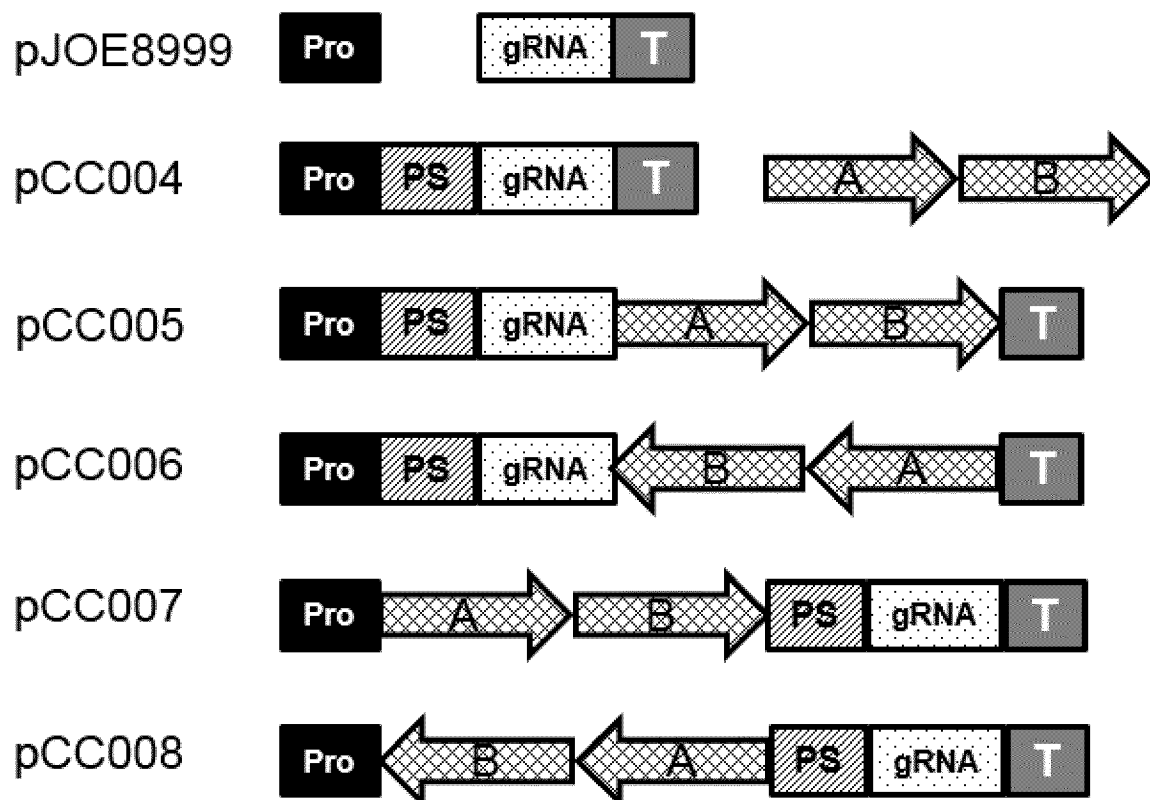 pJOE8999 Pro gRNA T
pCC004 Pro PS gRNA T A B
pCC005 Pro PS gRNA A B T
pCC006 Pro PS gRNA B A T
pCC007 Pro A B PS gRNA T
pCC008 Pro B A PS gRNA T